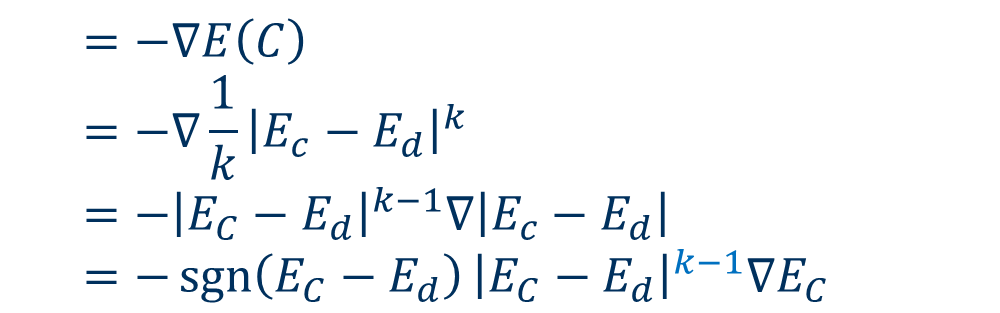 = −∇E(C)
= −∇ 1/k |E_c − E_d|^k
= −|E_C − E_d|^{k−1} ∇|E_c − E_d|
= − sgn(E_C − E_d) |E_C − E_d|^{k−1} ∇E_C